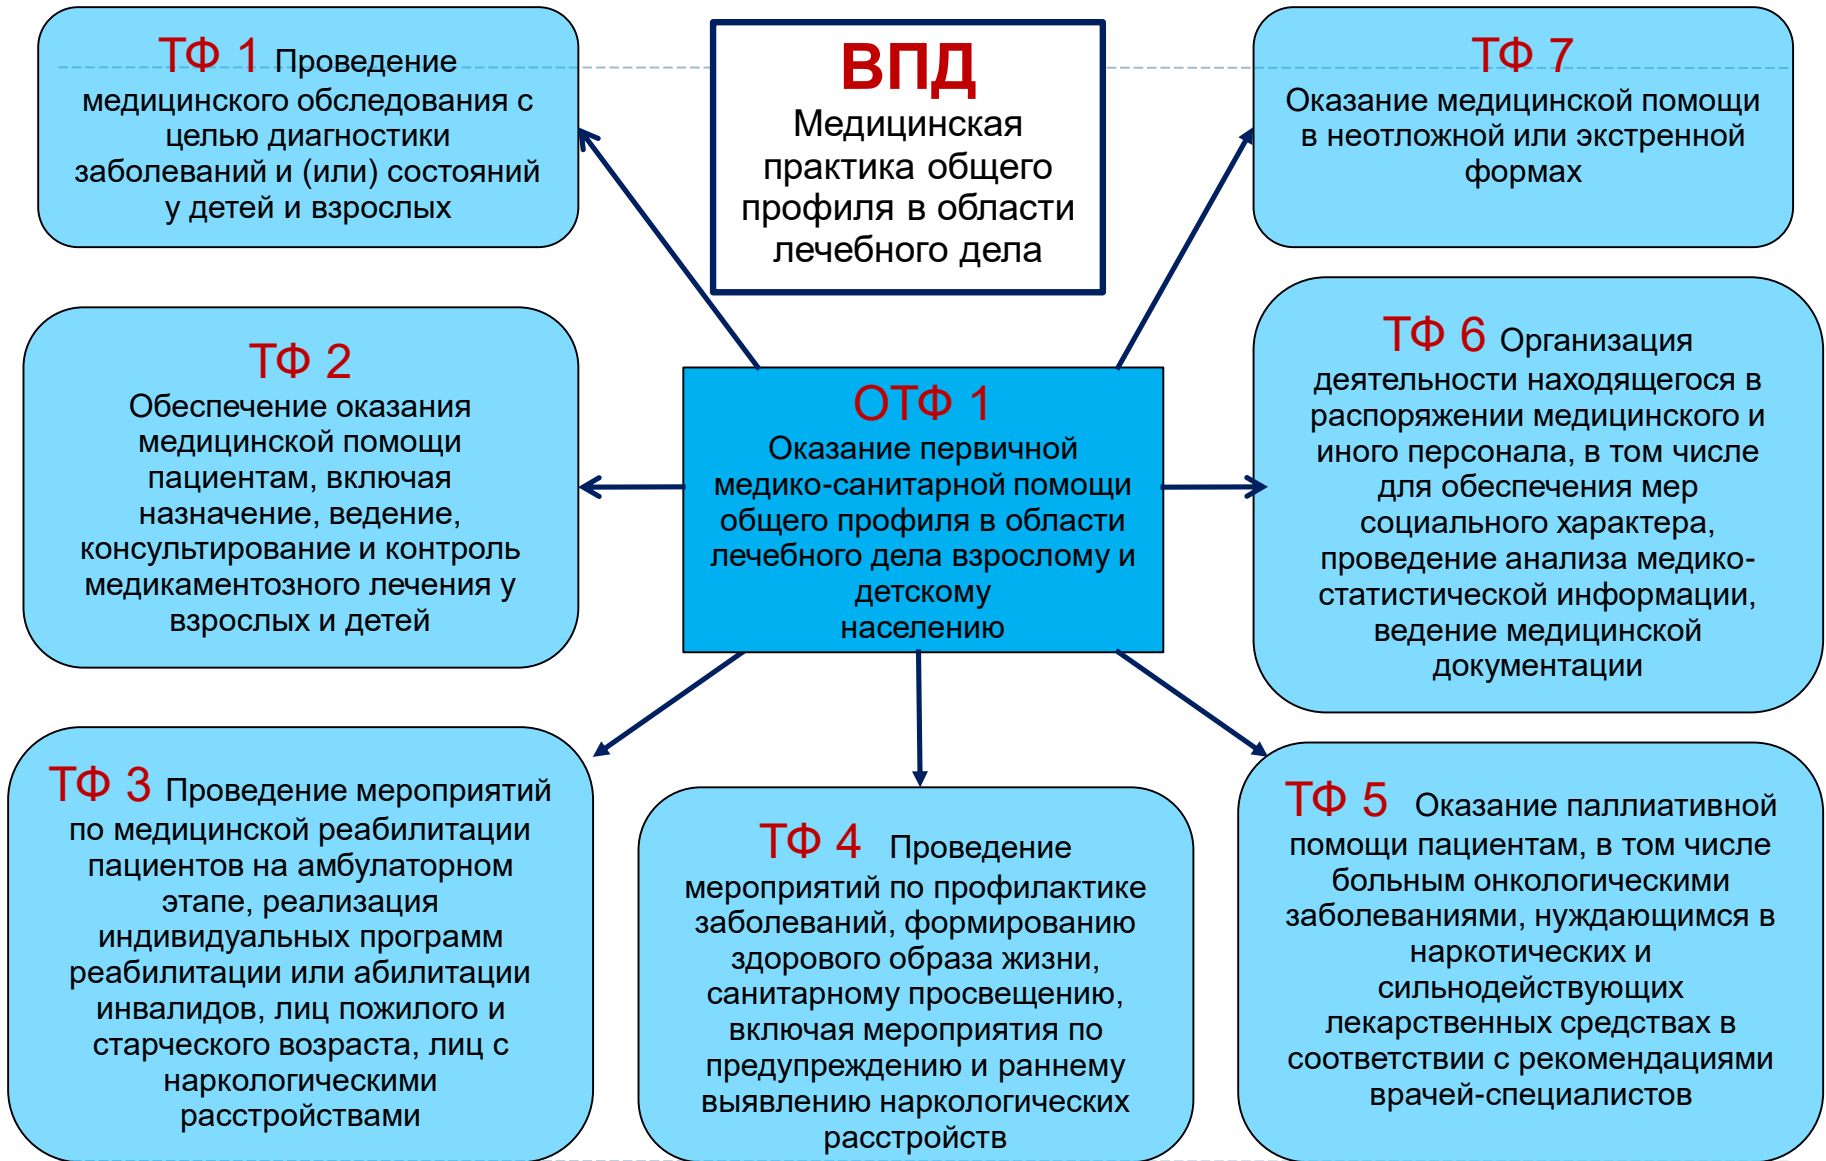 ТФ 1 Проведение
медицинского обследования с
целью диагностики
заболеваний и (или) состояний
у детей и взрослых
ВПД
Медицинская
практика общего
профиля в области
лечебного дела
ТФ 7
Оказание медицинской помощи
в неотложной или экстренной
формах
ТФ 2
Обеспечение оказания
медицинской помощи
пациентам, включая
назначение, ведение,
консультирование и контроль
медикаментозного лечения у
взрослых и детей
ОТФ 1
Оказание первичной
медико-санитарной помощи
общего профиля в области
лечебного дела взрослому и
детскому
населению
ТФ 6 Организация
деятельности находящегося в
распоряжении медицинского и
иного персонала, в том числе
для обеспечения мер
социального характера,
проведение анализа медико-
статистической информации,
ведение медицинской
документации
ТФ 3 Проведение мероприятий
по медицинской реабилитации
пациентов на амбулаторном
этапе, реализация
индивидуальных программ
реабилитации или абилитации
инвалидов, лиц пожилого и
старческого возраста, лиц с
наркологическими
расстройствами
ТФ 4 Проведение
мероприятий по профилактике
заболеваний, формированию
здорового образа жизни,
санитарному просвещению,
включая мероприятия по
предупреждению и раннему
выявлению наркологических
расстройств
ТФ 5 Оказание паллиативной
помощи пациентам, в том числе
больным онкологическими
заболеваниями, нуждающимся в
наркотических и
сильнодействующих
лекарственных средствах в
соответствии с рекомендациями
врачей-специалистов